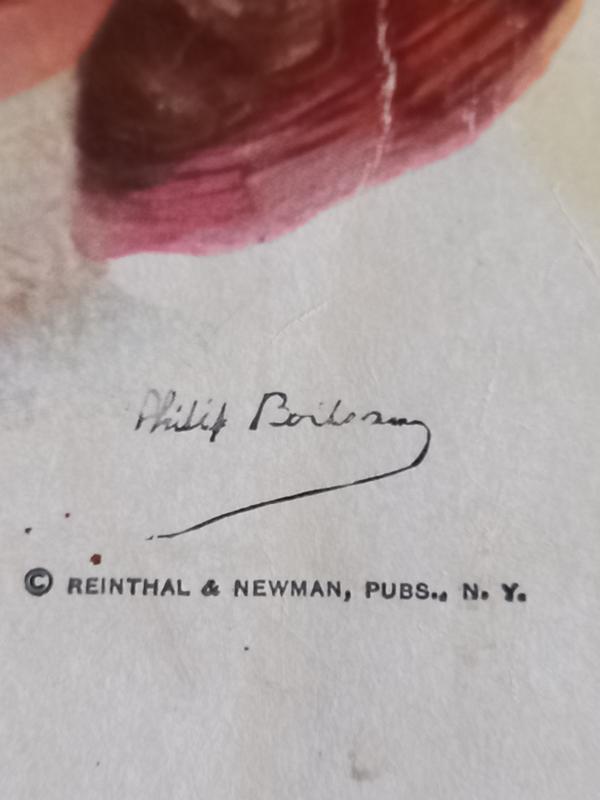 Philip Boileau
© REINTHAL & NEWMAN, PUBS., N. Y.